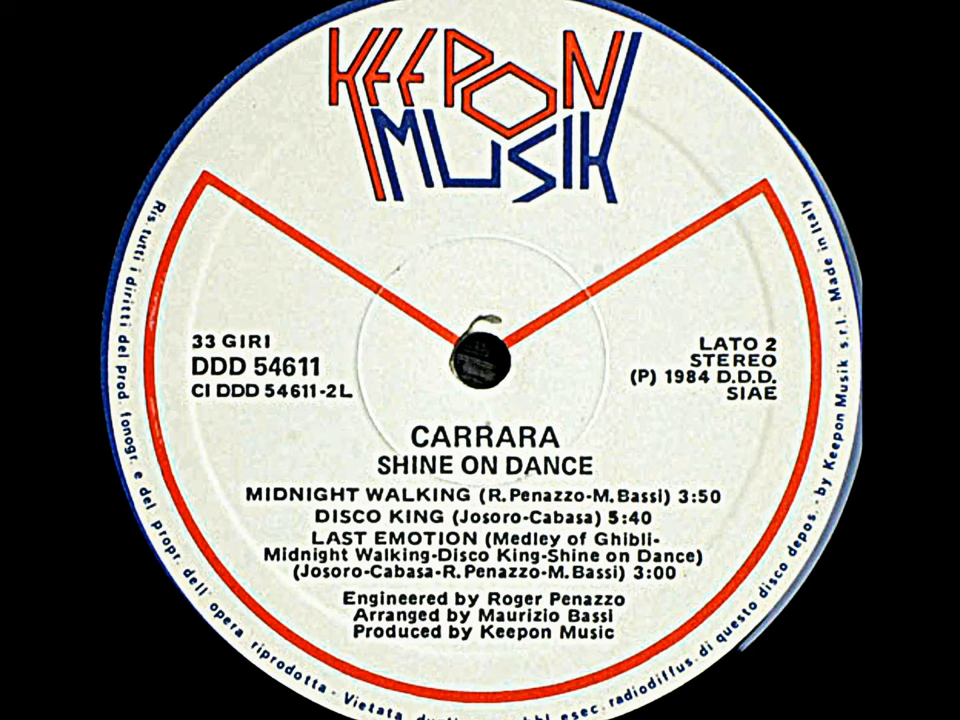 KEEPON
MUSIK
33 GIRI
DDD 54611
CI DDD 54611-2L
LATO 2
STEREO
(P) 1984 D.D.D.
SIAE
CARRARA
SHINE ON DANCE
MIDNIGHT WALKING (R.Penazzo-M.Bassi) 3:50
DISCO KING (Josoro-Cabasa) 5:40
LAST EMOTION (Medley of Ghibli-
Midnight Walking-Disco King-Shine on Dance)
(Josoro-Cabasa-R.Penazzo-M.Bassi) 3:00
Engineered by Roger Penazzo
Arranged by Maurizio Bassi
Produced by Keepon Music
Ris. tutti i diritti del prod. fonogr. e del propr. dell' opera riprodotta - Vietata esec. radiodiffus. di questo disco depos. - by Keepon Musik s.r.l. - Made in Italy